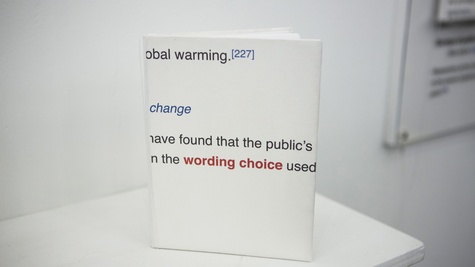 obal warming.[227]
change
have found that the public's
n the wording choice used